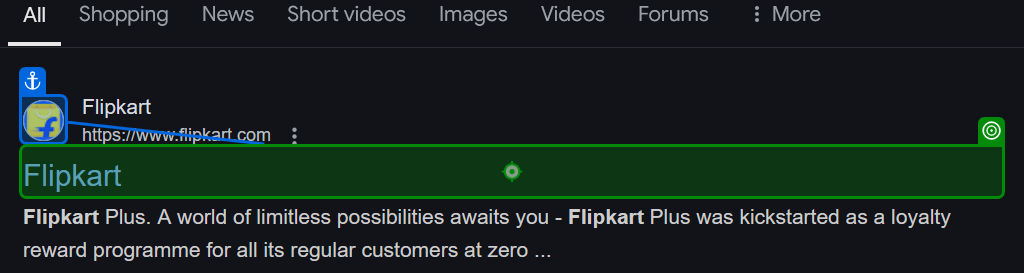 All Shopping News Short videos Images Videos Forums More
Flipkart
https://www.flipkart.com
Flipkart
Flipkart Plus. A world of limitless possibilities awaits you - Flipkart Plus was kickstarted as a loyalty
reward programme for all its regular customers at zero ...